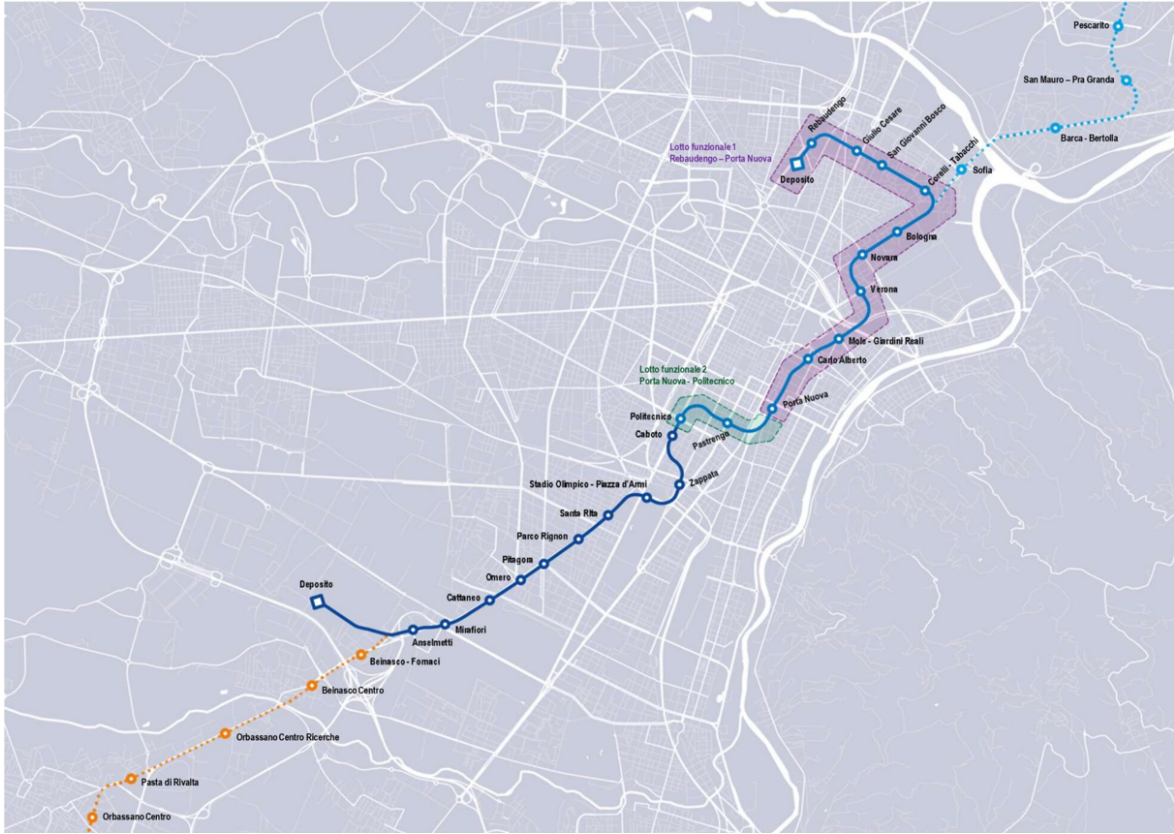 Pescarito
San Mauro – Pra Granda
Barca - Bertolla
Sofia
Corelli - Tabacchi
San Giovanni Bosco
Giulio Cesare
Rebaudengo
Lotto funzionale 1
Rebaudengo – Porta Nuova
Deposito
Bologna
Novara
Verona
Mole - Giardini Reali
Carlo Alberto
Lotto funzionale 2
Porta Nuova - Politecnico
Porta Nuova
Politecnico
Pastrengo
Caboto
Zappata
Stadio Olimpico - Piazza d'Armi
Santa RIta
Parco Rignon
Pitagora
Omero
Cattaneo
Deposito
Mirafiori
Anselmetti
Beinasco - Fornaci
Beinasco Centro
Orbassano Centro Ricerche
Pasta di Rivalta
Orbassano Centro